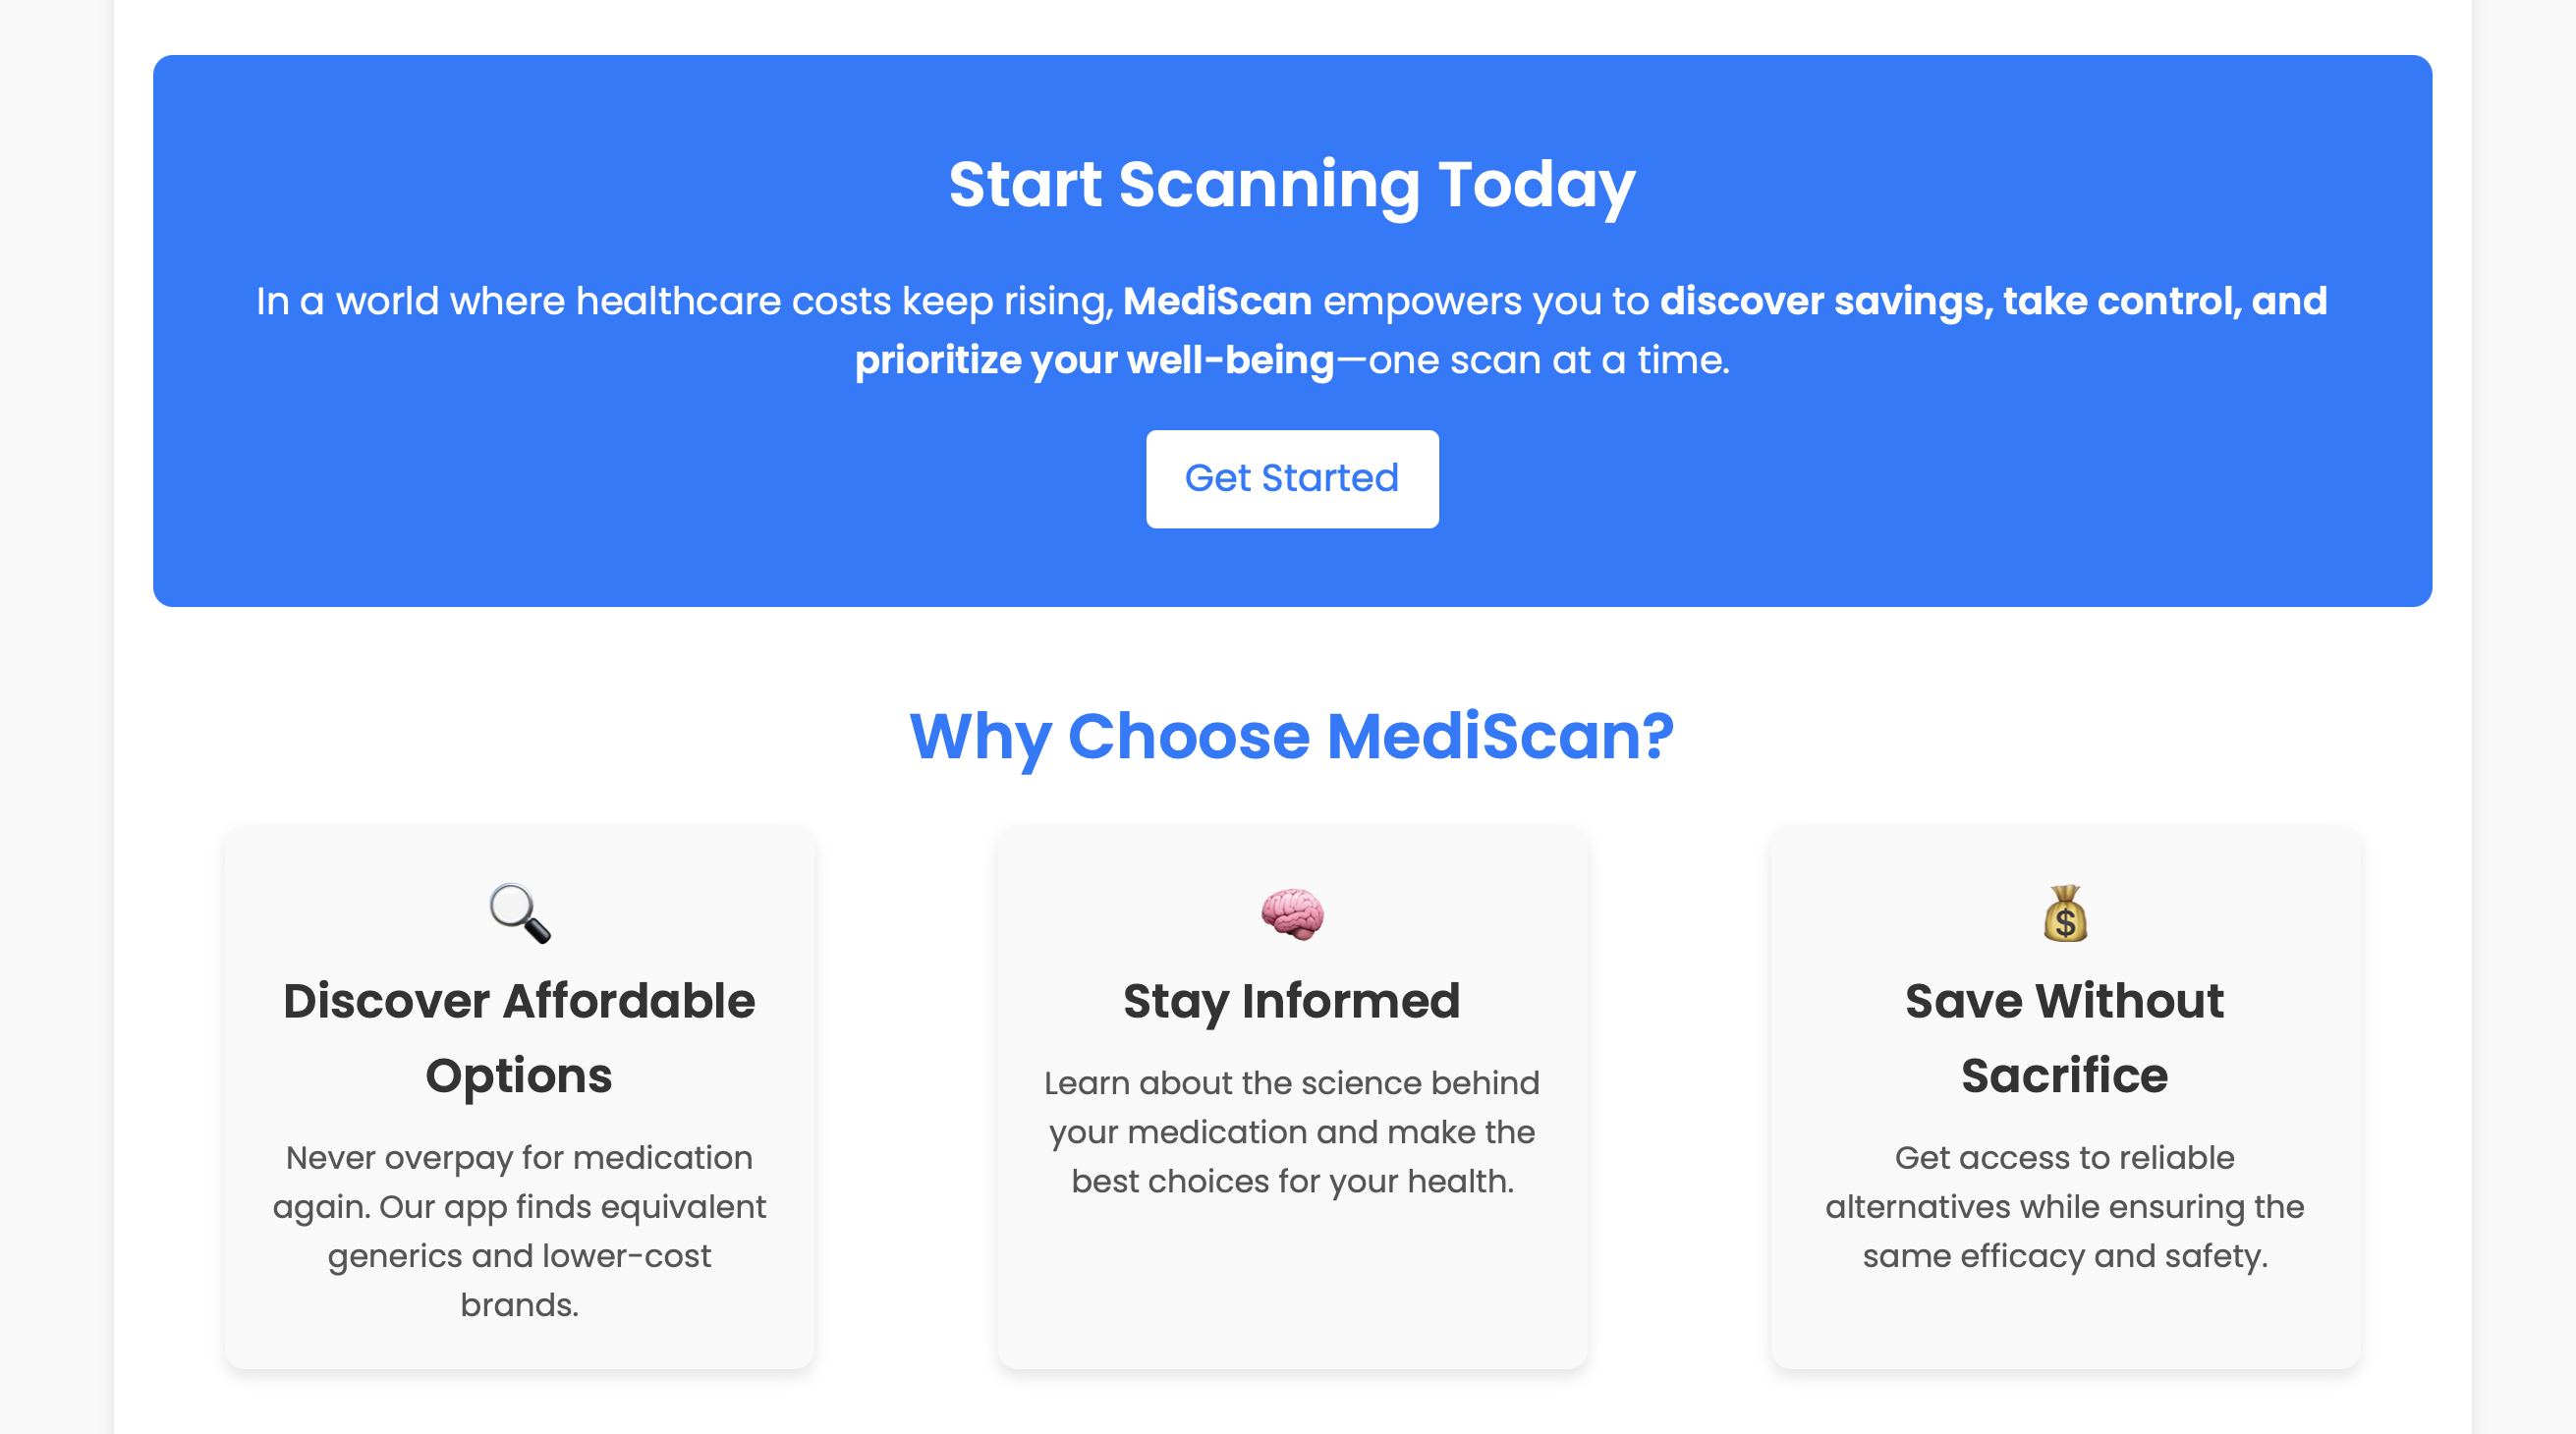 Start Scanning Today
In a world where healthcare costs keep rising, MediScan empowers you to discover savings, take control, and
prioritize your well-being—one scan at a time.
Get Started
Why Choose MediScan?
Discover Affordable
Options
Never overpay for medication
again. Our app finds equivalent
generics and lower-cost
brands.
Stay Informed
Learn about the science behind
your medication and make the
best choices for your health.
Save Without
Sacrifice
Get access to reliable
alternatives while ensuring the
same efficacy and safety.